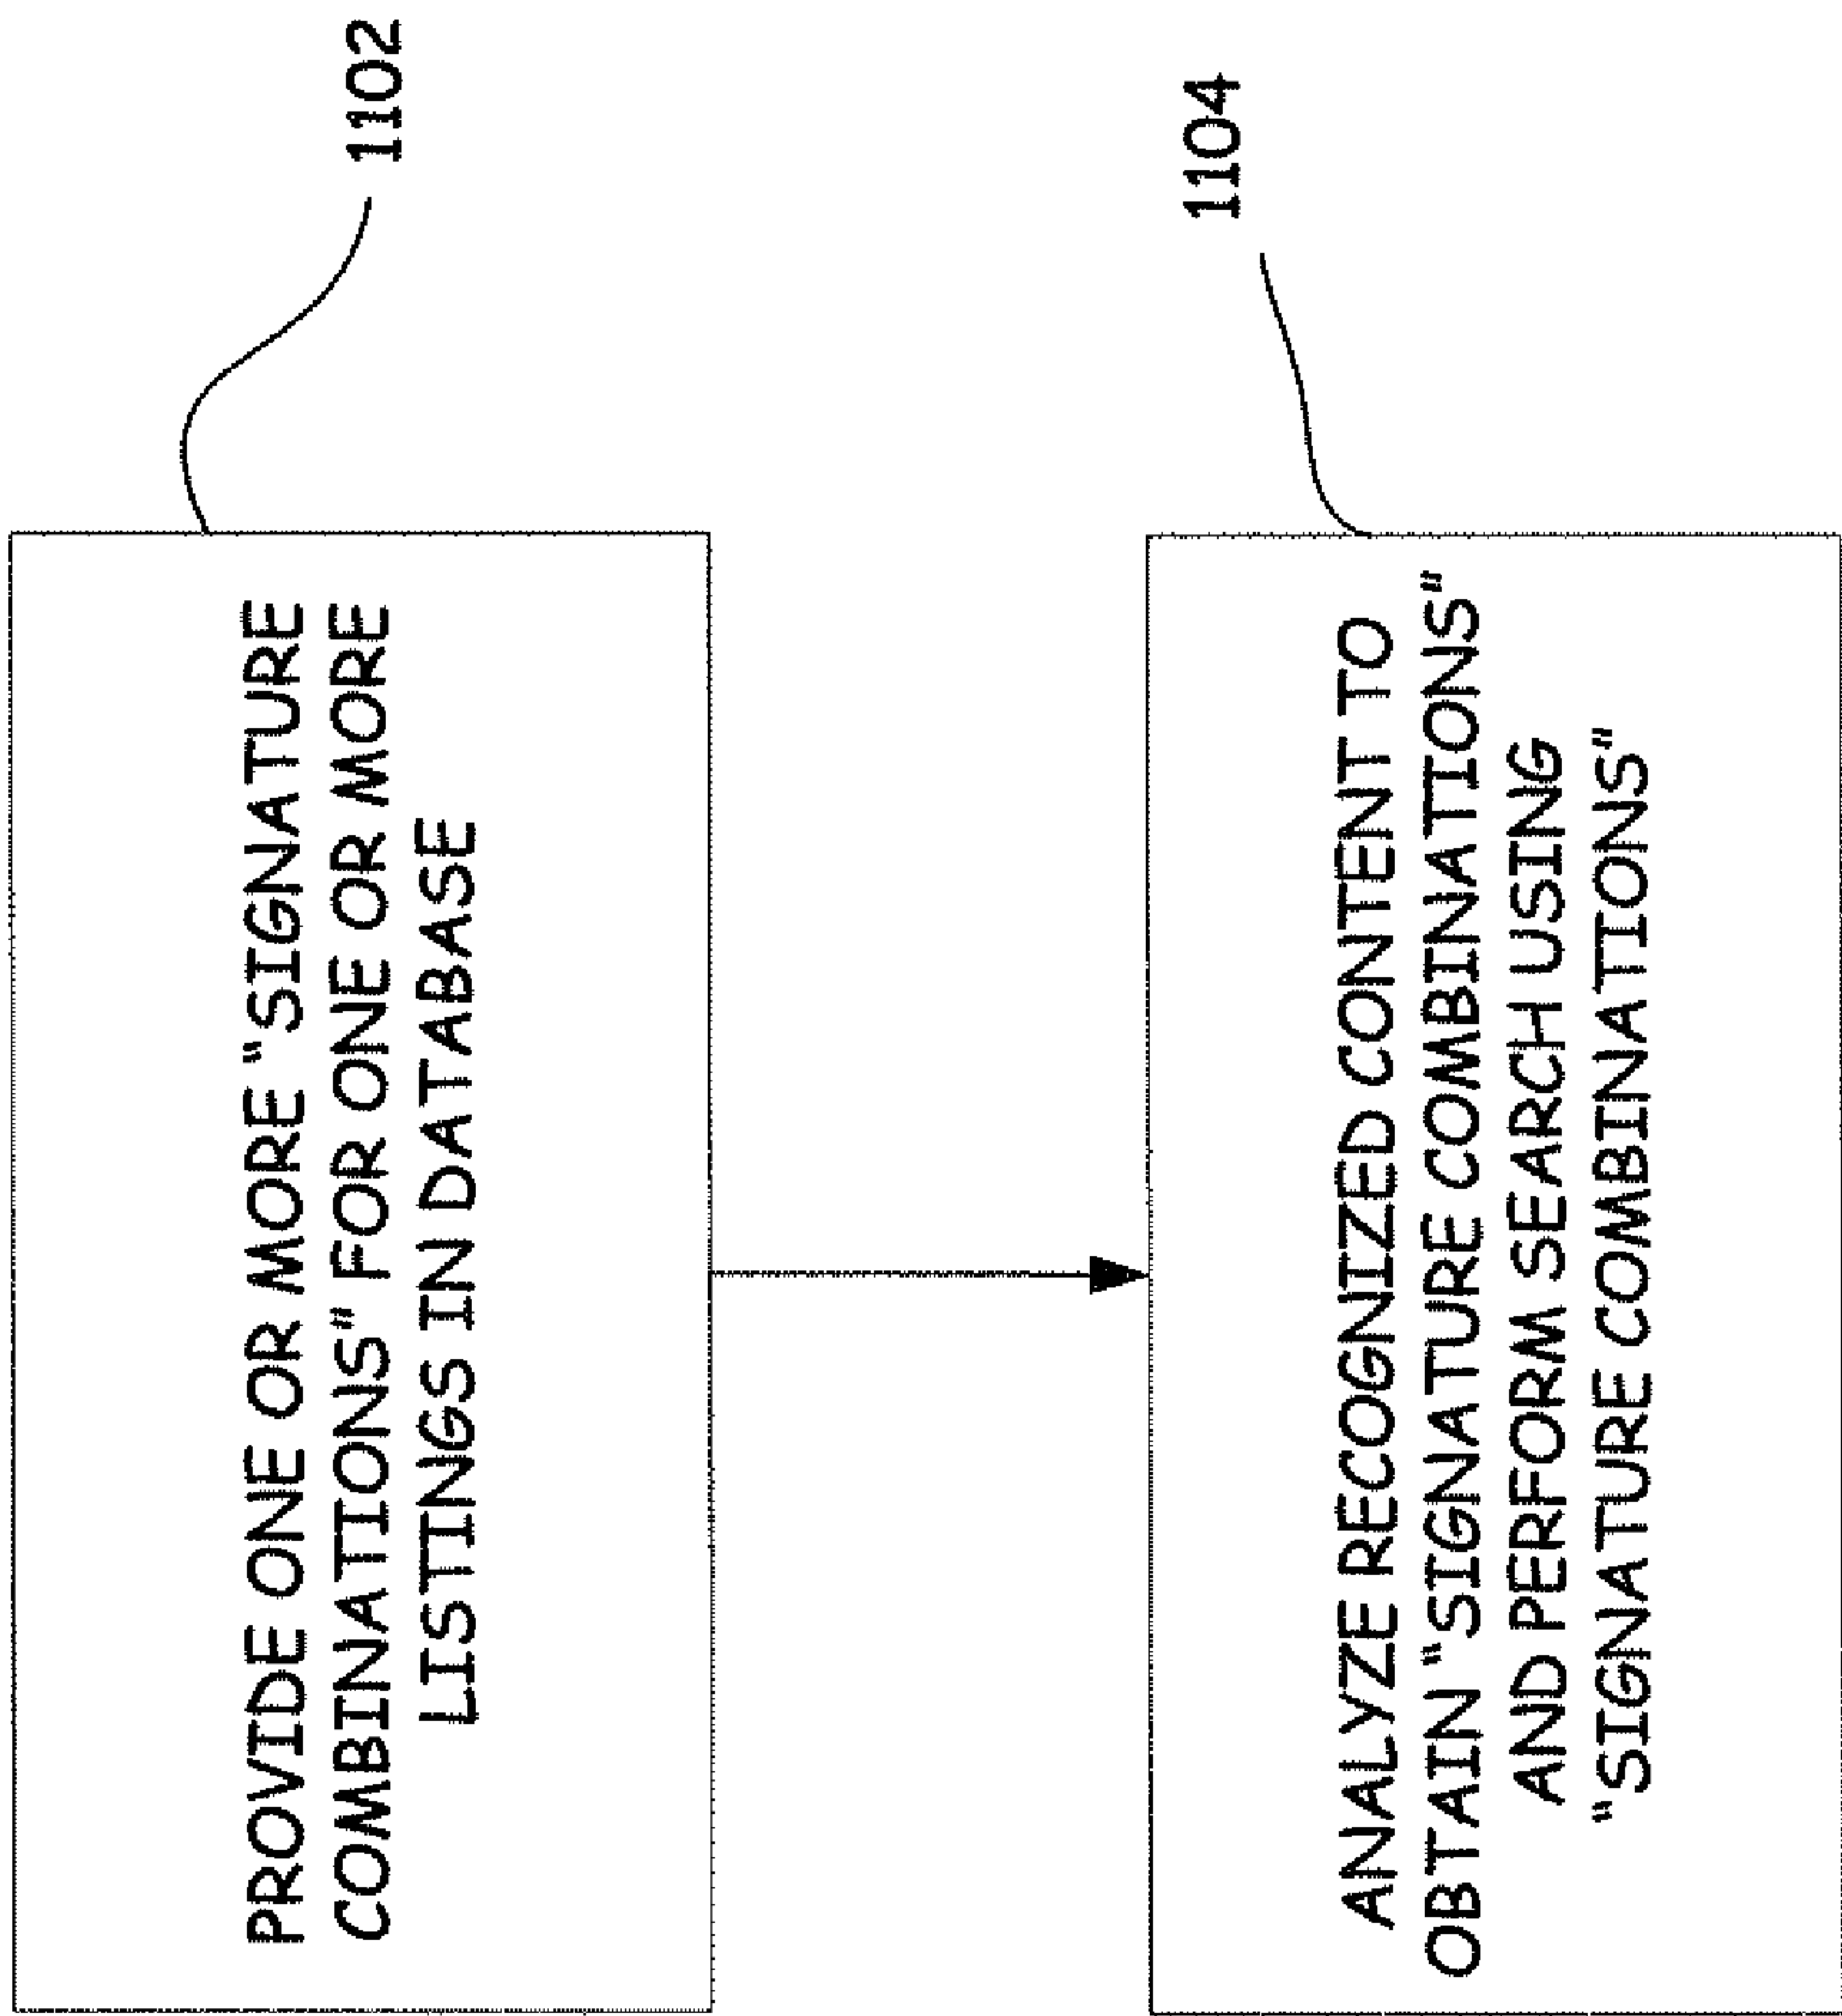 PROVIDE ONE OR MORE "SIGNATURE
COMBINATIONS" FOR ONE OR MORE
LISTINGS IN DATABASE
1102
ANALYZE RECOGNIZED CONTENT TO
OBTAIN "SIGNATURE COMBINATIONS"
AND PERFORM SEARCH USING
"SIGNATURE COMBINATIONS"
1104